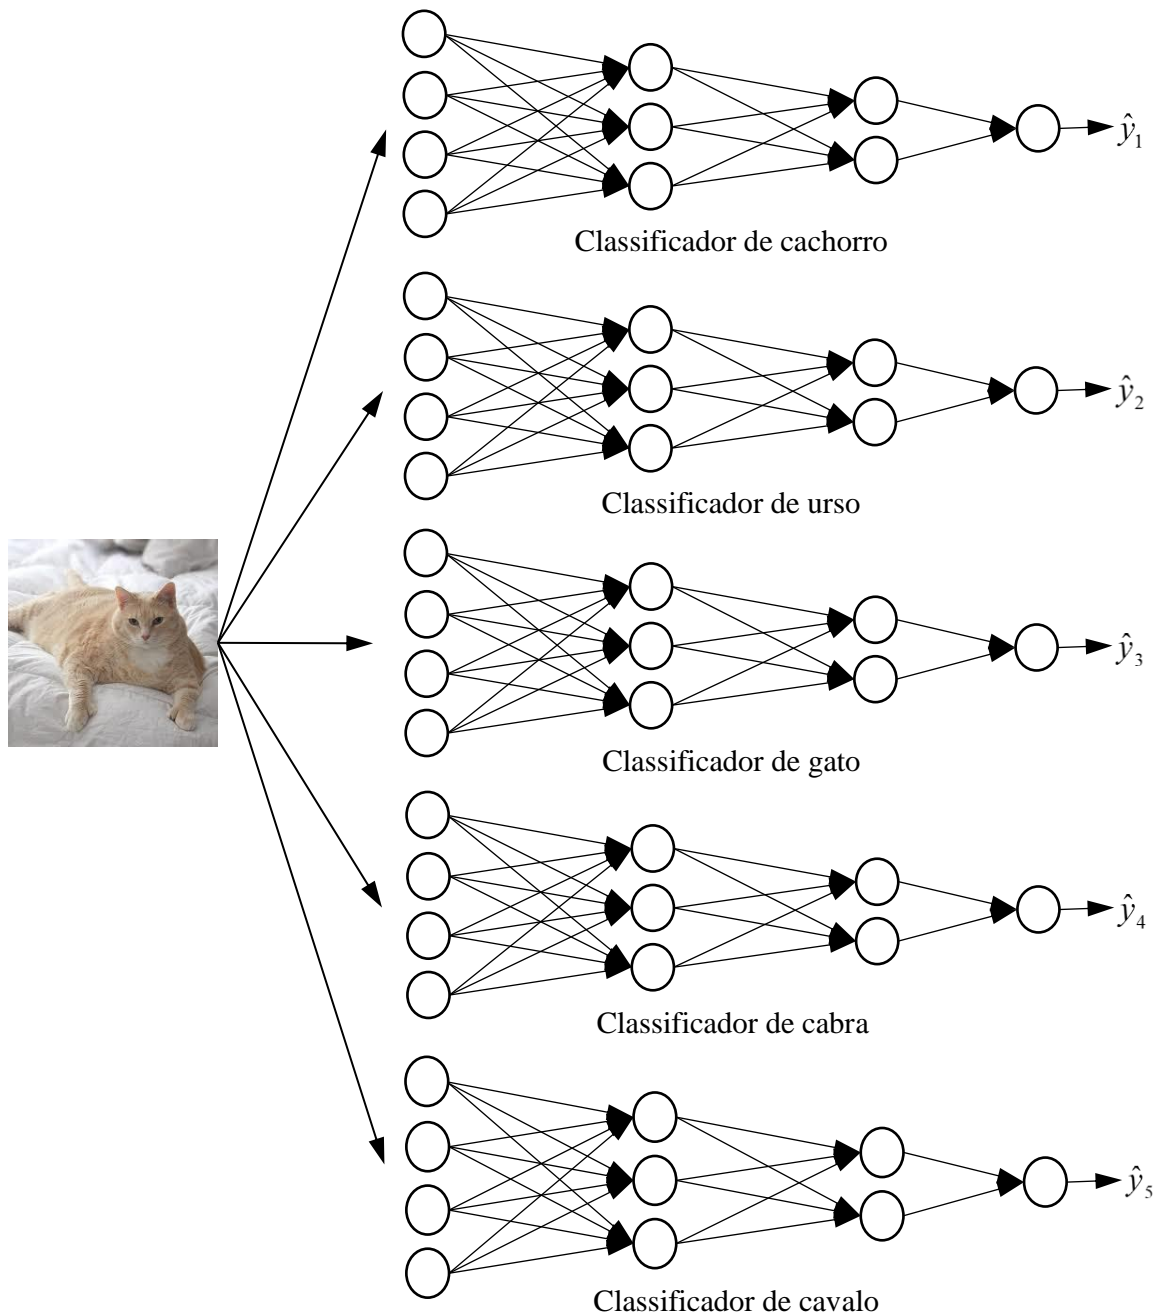 ŷ₁
Classificador de cachorro
ŷ₂
Classificador de urso
ŷ₃
Classificador de gato
ŷ₄
Classificador de cabra
ŷ₅
Classificador de cavalo